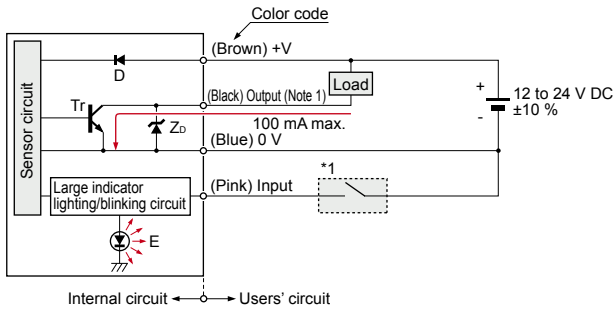 Color code
(Brown) +V
D
Load
Sensor circuit
Tr
(Black) Output (Note 1)
+
12 to 24 V DC
±10 %
-
ZD
100 mA max.
(Blue) 0 V
*1
(Pink) Input
Large indicator
lighting/blinking circuit
E
Internal circuit
Users' circuit